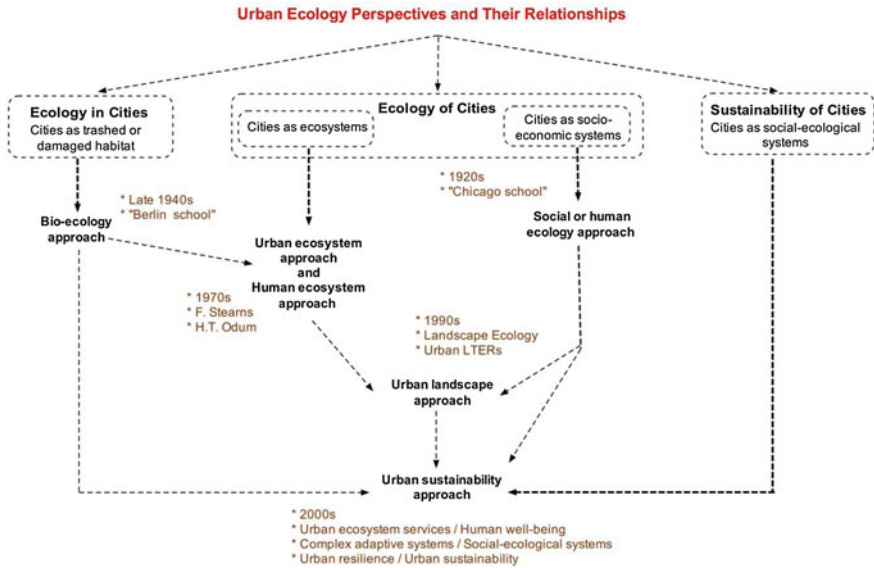 Urban Ecology Perspectives and Their Relationships
Ecology in Cities
Cities as trashed or
damaged habitat
Ecology of Cities
Cities as ecosystems
Cities as socio-
economic systems
Sustainability of Cities
Cities as social-ecological
systems
* Late 1940s
* "Berlin school"
Bio-ecology
approach
* 1920s
* "Chicago school"
Social or human
ecology approach
Urban ecosystem
approach
and
Human ecosystem
approach
* 1970s
* F. Stearns
* H.T. Odum
* 1990s
* Landscape Ecology
* Urban LTERs
Urban landscape
approach
Urban sustainability
approach
* 2000s
* Urban ecosystem services / Human well-being
* Complex adaptive systems / Social-ecological systems
* Urban resilience / Urban sustainability